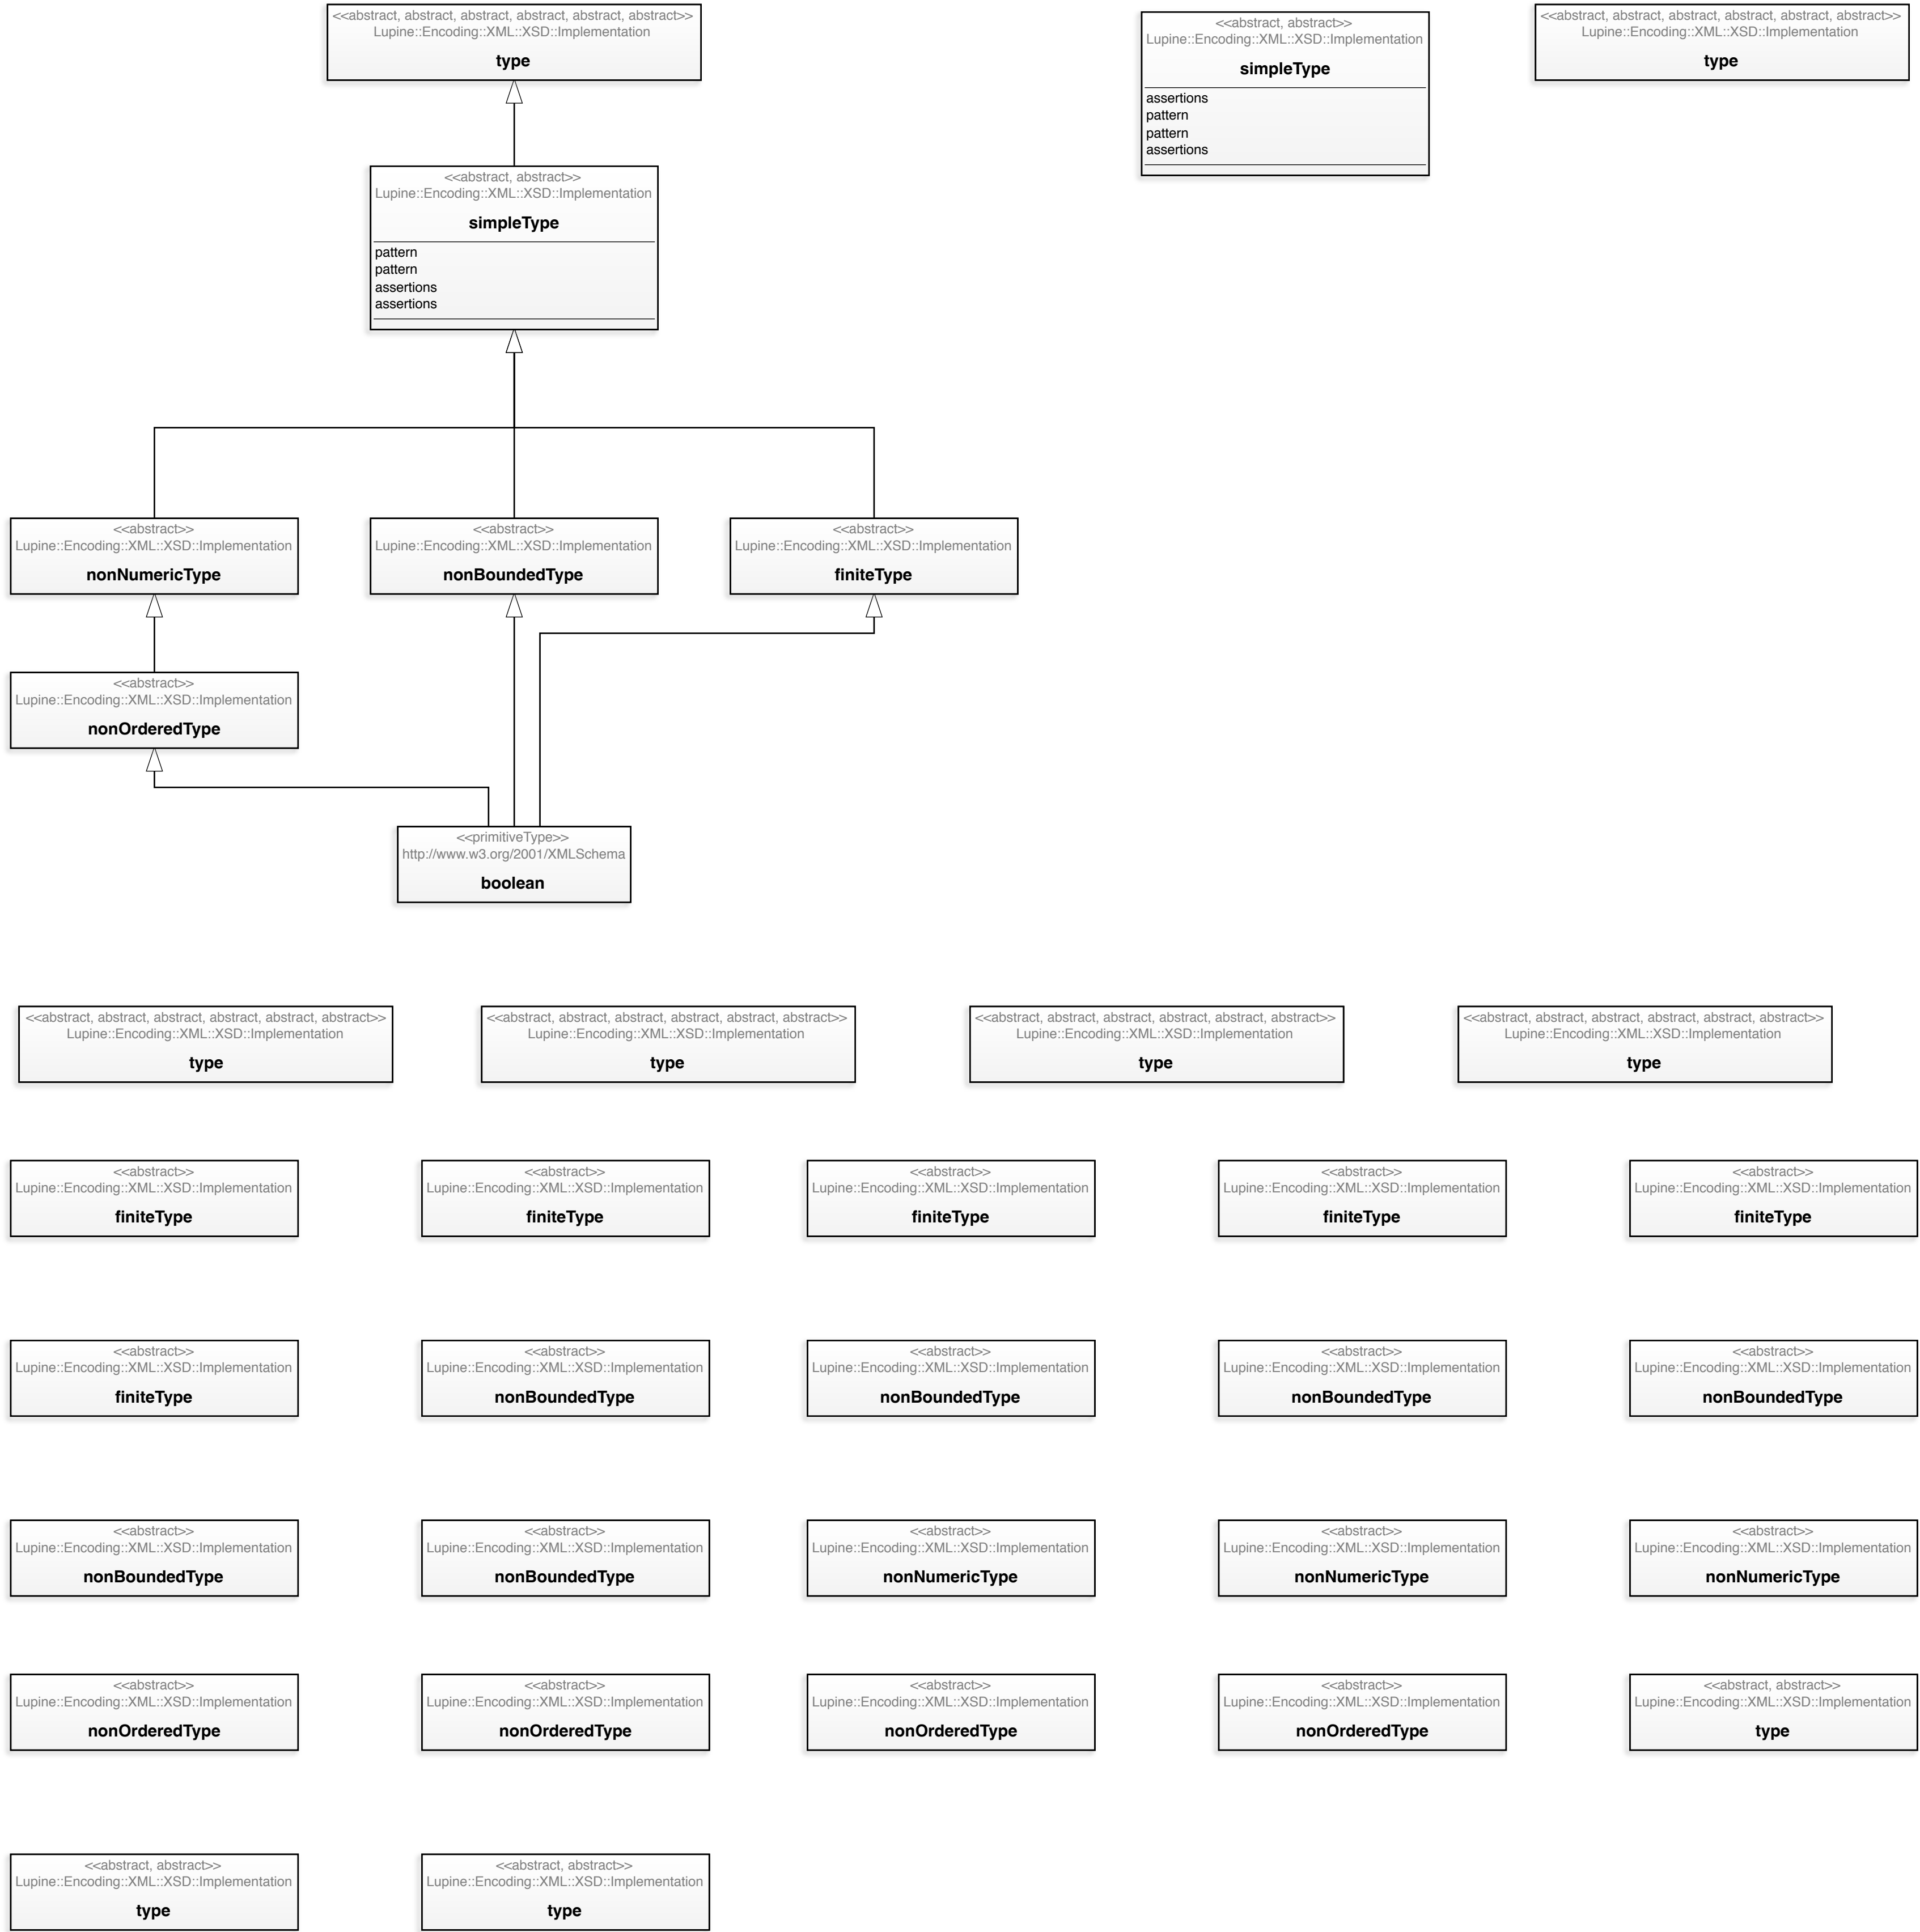 <<abstract, abstract, abstract, abstract, abstract, abstract>>
Lupine::Encoding::XML::XSD::Implementation
type
<<abstract, abstract>>
Lupine::Encoding::XML::XSD::Implementation
simpleType
assertions
pattern
pattern
assertions
<<abstract, abstract, abstract, abstract, abstract, abstract>>
Lupine::Encoding::XML::XSD::Implementation
type
<<abstract, abstract>>
Lupine::Encoding::XML::XSD::Implementation
simpleType
pattern
pattern
assertions
assertions
<<abstract>>
Lupine::Encoding::XML::XSD::Implementation
nonNumericType
<<abstract>>
Lupine::Encoding::XML::XSD::Implementation
nonBoundedType
<<abstract>>
Lupine::Encoding::XML::XSD::Implementation
finiteType
<<abstract>>
Lupine::Encoding::XML::XSD::Implementation
nonOrderedType
<<primitiveType>>
http://www.w3.org/2001/XMLSchema
boolean
<<abstract, abstract, abstract, abstract, abstract, abstract>>
Lupine::Encoding::XML::XSD::Implementation
type
<<abstract, abstract, abstract, abstract, abstract, abstract>>
Lupine::Encoding::XML::XSD::Implementation
type
<<abstract, abstract, abstract, abstract, abstract, abstract>>
Lupine::Encoding::XML::XSD::Implementation
type
<<abstract, abstract, abstract, abstract, abstract, abstract>>
Lupine::Encoding::XML::XSD::Implementation
type
<<abstract>>
Lupine::Encoding::XML::XSD::Implementation
finiteType
<<abstract>>
Lupine::Encoding::XML::XSD::Implementation
finiteType
<<abstract>>
Lupine::Encoding::XML::XSD::Implementation
finiteType
<<abstract>>
Lupine::Encoding::XML::XSD::Implementation
finiteType
<<abstract>>
Lupine::Encoding::XML::XSD::Implementation
finiteType
<<abstract>>
Lupine::Encoding::XML::XSD::Implementation
finiteType
<<abstract>>
Lupine::Encoding::XML::XSD::Implementation
nonBoundedType
<<abstract>>
Lupine::Encoding::XML::XSD::Implementation
nonBoundedType
<<abstract>>
Lupine::Encoding::XML::XSD::Implementation
nonBoundedType
<<abstract>>
Lupine::Encoding::XML::XSD::Implementation
nonBoundedType
<<abstract>>
Lupine::Encoding::XML::XSD::Implementation
nonBoundedType
<<abstract>>
Lupine::Encoding::XML::XSD::Implementation
nonBoundedType
<<abstract>>
Lupine::Encoding::XML::XSD::Implementation
nonNumericType
<<abstract>>
Lupine::Encoding::XML::XSD::Implementation
nonNumericType
<<abstract>>
Lupine::Encoding::XML::XSD::Implementation
nonNumericType
<<abstract>>
Lupine::Encoding::XML::XSD::Implementation
nonOrderedType
<<abstract>>
Lupine::Encoding::XML::XSD::Implementation
nonOrderedType
<<abstract>>
Lupine::Encoding::XML::XSD::Implementation
nonOrderedType
<<abstract>>
Lupine::Encoding::XML::XSD::Implementation
nonOrderedType
<<abstract, abstract>>
Lupine::Encoding::XML::XSD::Implementation
type
<<abstract, abstract>>
Lupine::Encoding::XML::XSD::Implementation
type
<<abstract, abstract>>
Lupine::Encoding::XML::XSD::Implementation
type